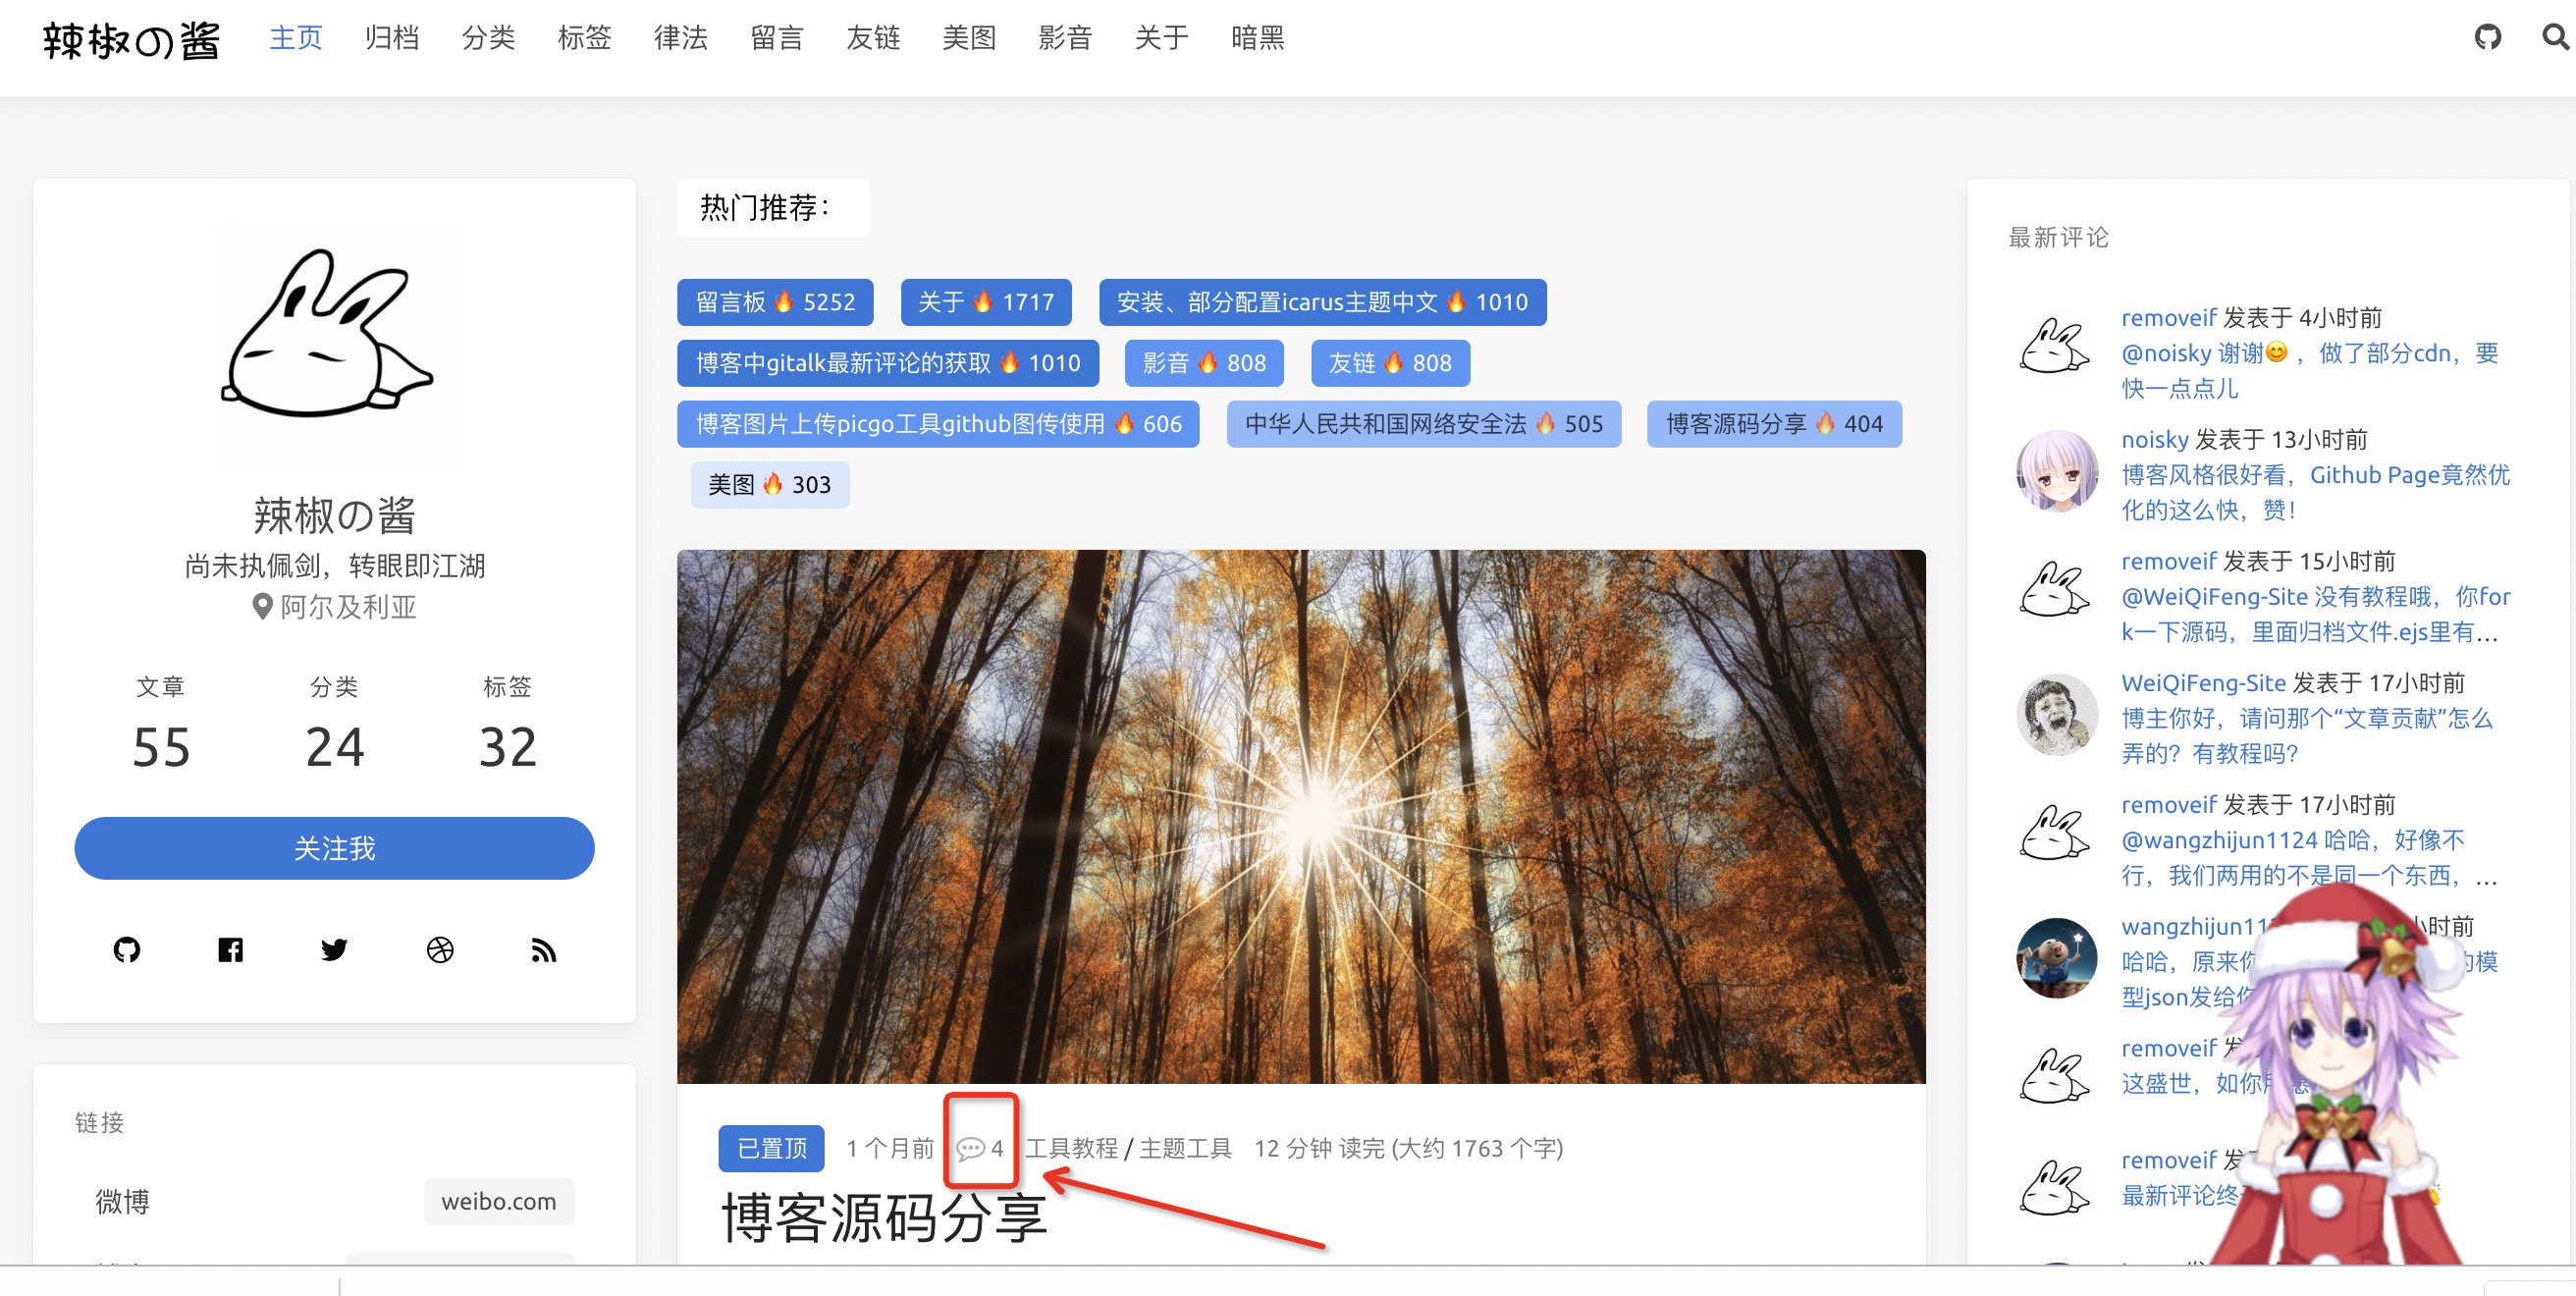 辣椒の酱 主页 归档 分类 标签 律法 留言 友链 美图 影音 关于 暗黑
辣椒の酱
尚未执佩剑，转眼即江湖
阿尔及利亚
文章 分类 标签
55 24 32
关注我
链接
微博 weibo.com
热门推荐：
留言板🔥 5252 关于🔥 1717 安装、部分配置icarus主题中文🔥 1010
博客中gitalk最新评论的获取🔥 1010 影音🔥 808 友链🔥 808
博客图片上传picgo工具github图传使用🔥 606 中华人民共和国网络安全法🔥 505 博客源码分享🔥 404
美图🔥 303
已置顶 1 个月前 4 工具教程 / 主题工具 12 分钟 读完 (大约 1763 个字)
博客源码分享
最新评论
removeif 发表于 4小时前
@noisky 谢谢😊 ，做了部分cdn，要
快一点点儿
noisky 发表于 13小时前
博客风格很好看，Github Page竟然优
化的这么快，赞！
removeif 发表于 15小时前
@WeiQiFeng-Site 没有教程哦，你for
k一下源码，里面归档文件.ejs里有…
WeiQiFeng-Site 发表于 17小时前
博主你好，请问那个“文章贡献”怎么
弄的？有教程吗？
removeif 发表于 17小时前
@wangzhijun1124 哈哈，好像不
行，我们两用的不是同一个东西，…
wangzhijun11 小时前
哈哈，原来你 的模
型json发给你
removeif 发
这盛世，如你
removeif 发
最新评论终